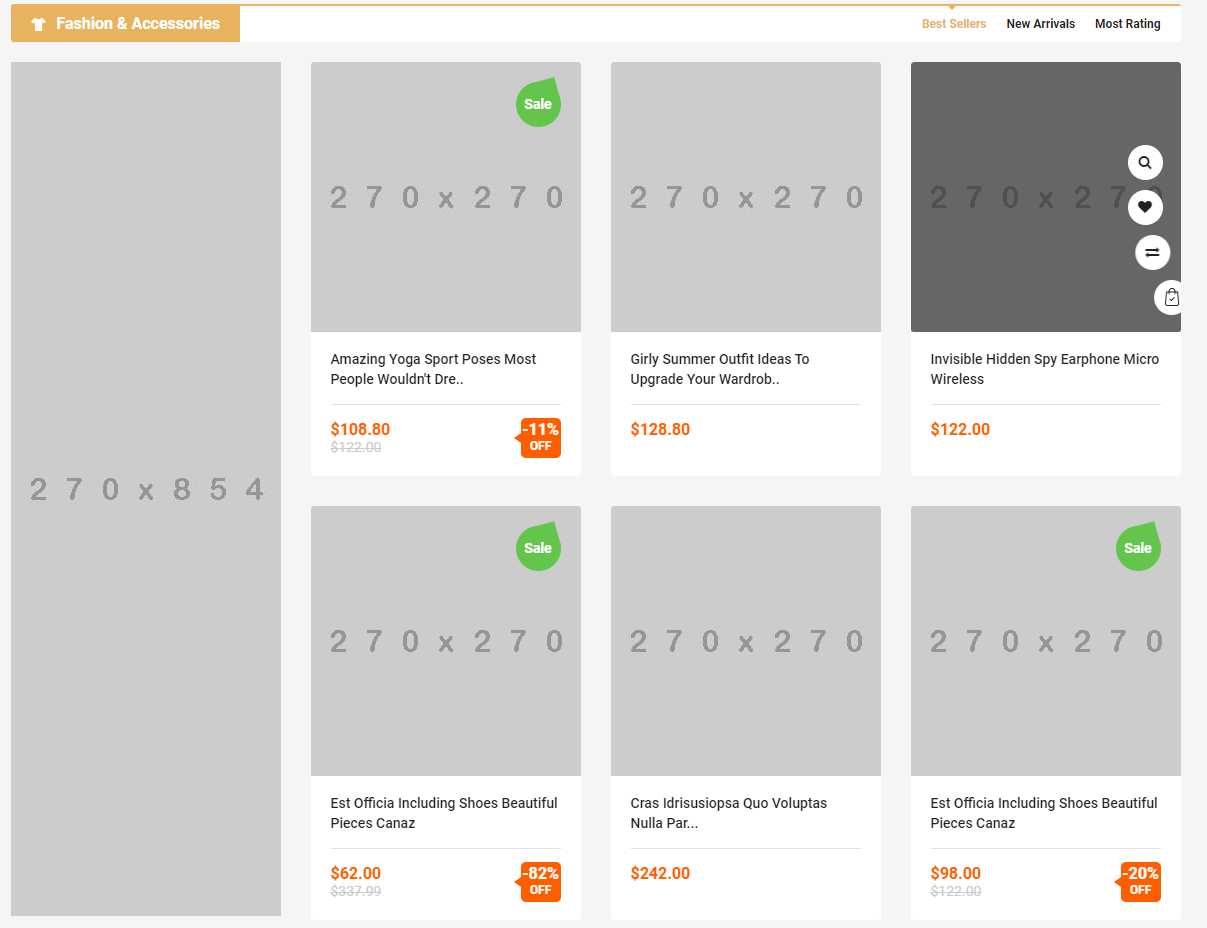 Fashion & Accessories
Best Sellers New Arrivals Most Rating
270x854
Sale
270x270
Amazing Yoga Sport Poses Most
People Wouldn't Dre..
$108.80
$122.00
-11%
OFF
270x270
Girly Summer Outfit Ideas To
Upgrade Your Wardrob..
$128.80
270x270
Invisible Hidden Spy Earphone Micro
Wireless
$122.00
Sale
270x270
Est Officia Including Shoes Beautiful
Pieces Canaz
$62.00
$337.99
-82%
OFF
270x270
Cras Idrisusiopsa Quo Voluptas
Nulla Par...
$242.00
Sale
270x270
Est Officia Including Shoes Beautiful
Pieces Canaz
$98.00
$122.00
-20%
OFF